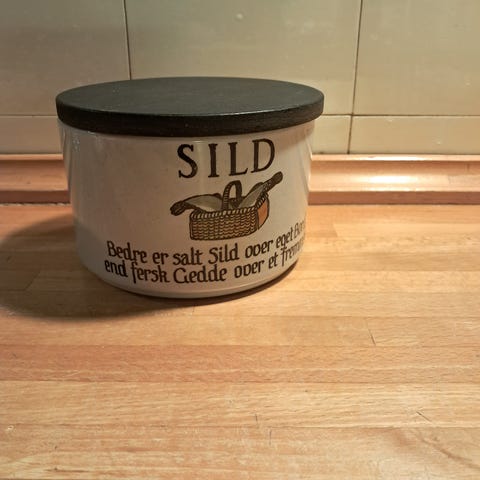 SILD
Bedre er salt Sild over eget
end fersk Gedde over et